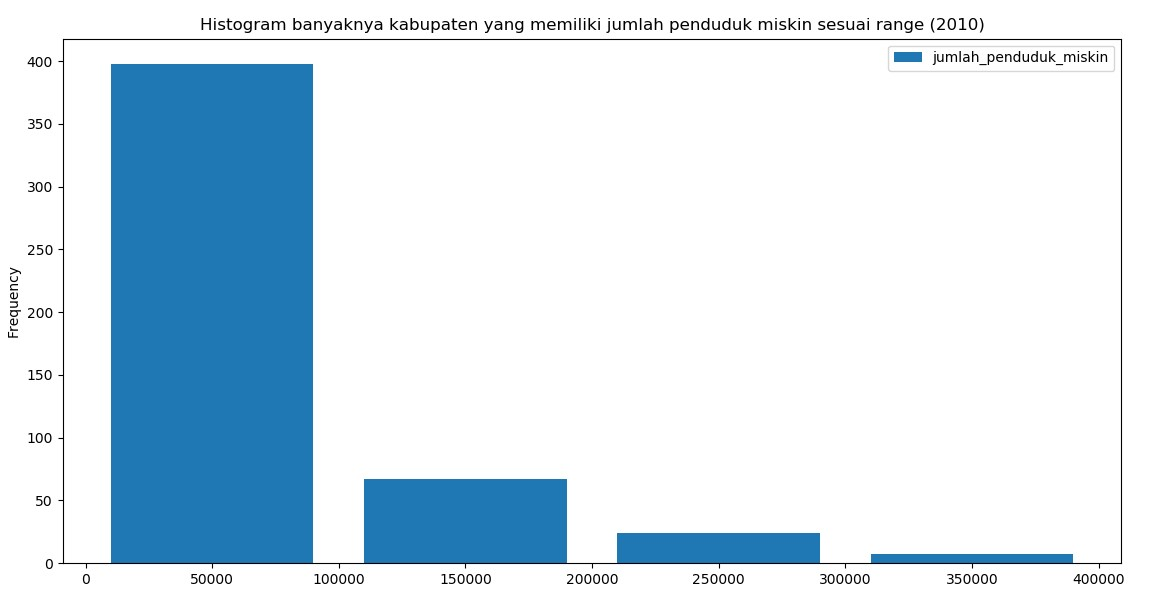 Histogram banyaknya kabupaten yang memiliki jumlah penduduk miskin sesuai range (2010)
jumlah_penduduk_miskin
400
350
300
250
200
150
100
50
0
Frequency
0 50000 100000 150000 200000 250000 300000 350000 400000